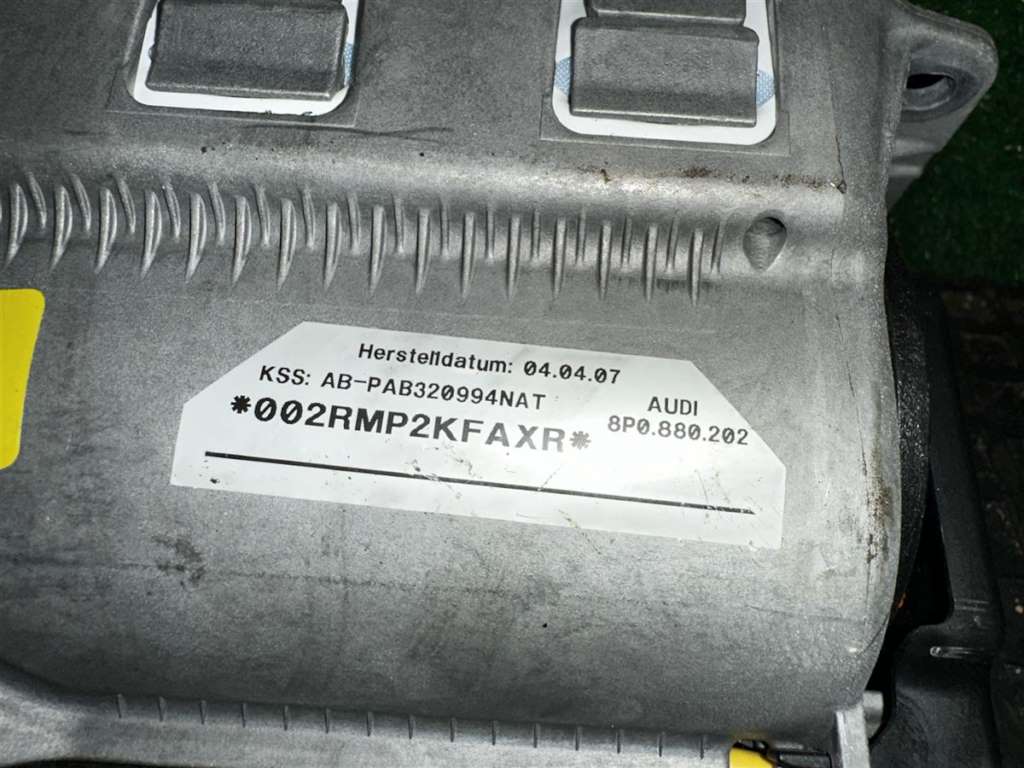 Herstelldatum: 04.04.07
KSS: AB-PAB320994NAT
*002RMP2KFAXR*
AUDI
8P0.880.202